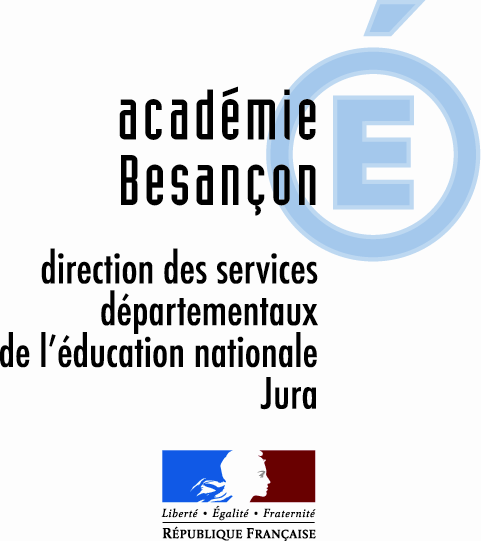 académie
Besançon
É
direction des services
départementaux
de l'éducation nationale
Jura
Liberté • Égalité • Fraternité
RÉPUBLIQUE FRANÇAISE